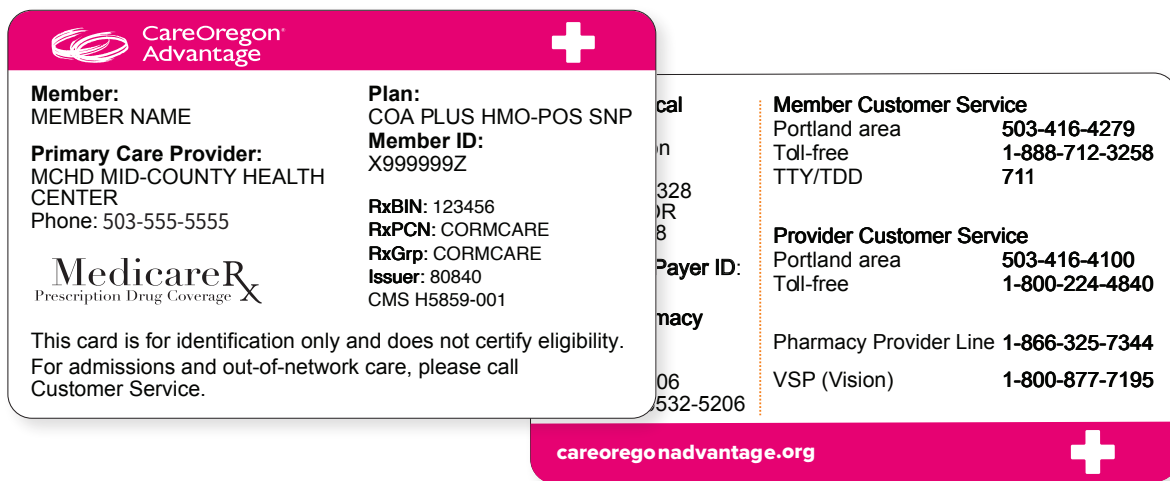 CareOregon®
Advantage
Member:
MEMBER NAME
Primary Care Provider:
MCHD MID-COUNTY HEALTH
CENTER
Phone: 503-555-5555
MedicareRx
Prescription Drug Coverage
Plan:
COA PLUS HMO-POS SNP
Member ID:
X999999Z
RxBIN: 123456
RxPCN: CORMCARE
RxGrp: CORMCARE
Issuer: 80840
CMS H5859-001
This card is for identification only and does not certify eligibility.
For admissions and out-of-network care, please call
Customer Service.
Payer ID:
532-5206
Member Customer Service
Portland area 503-416-4279
Toll-free 1-888-712-3258
TTY/TDD 711
Provider Customer Service
Portland area 503-416-4100
Toll-free 1-800-224-4840
Pharmacy Provider Line 1-866-325-7344
VSP (Vision) 1-800-877-7195
careoregonadvantage.org